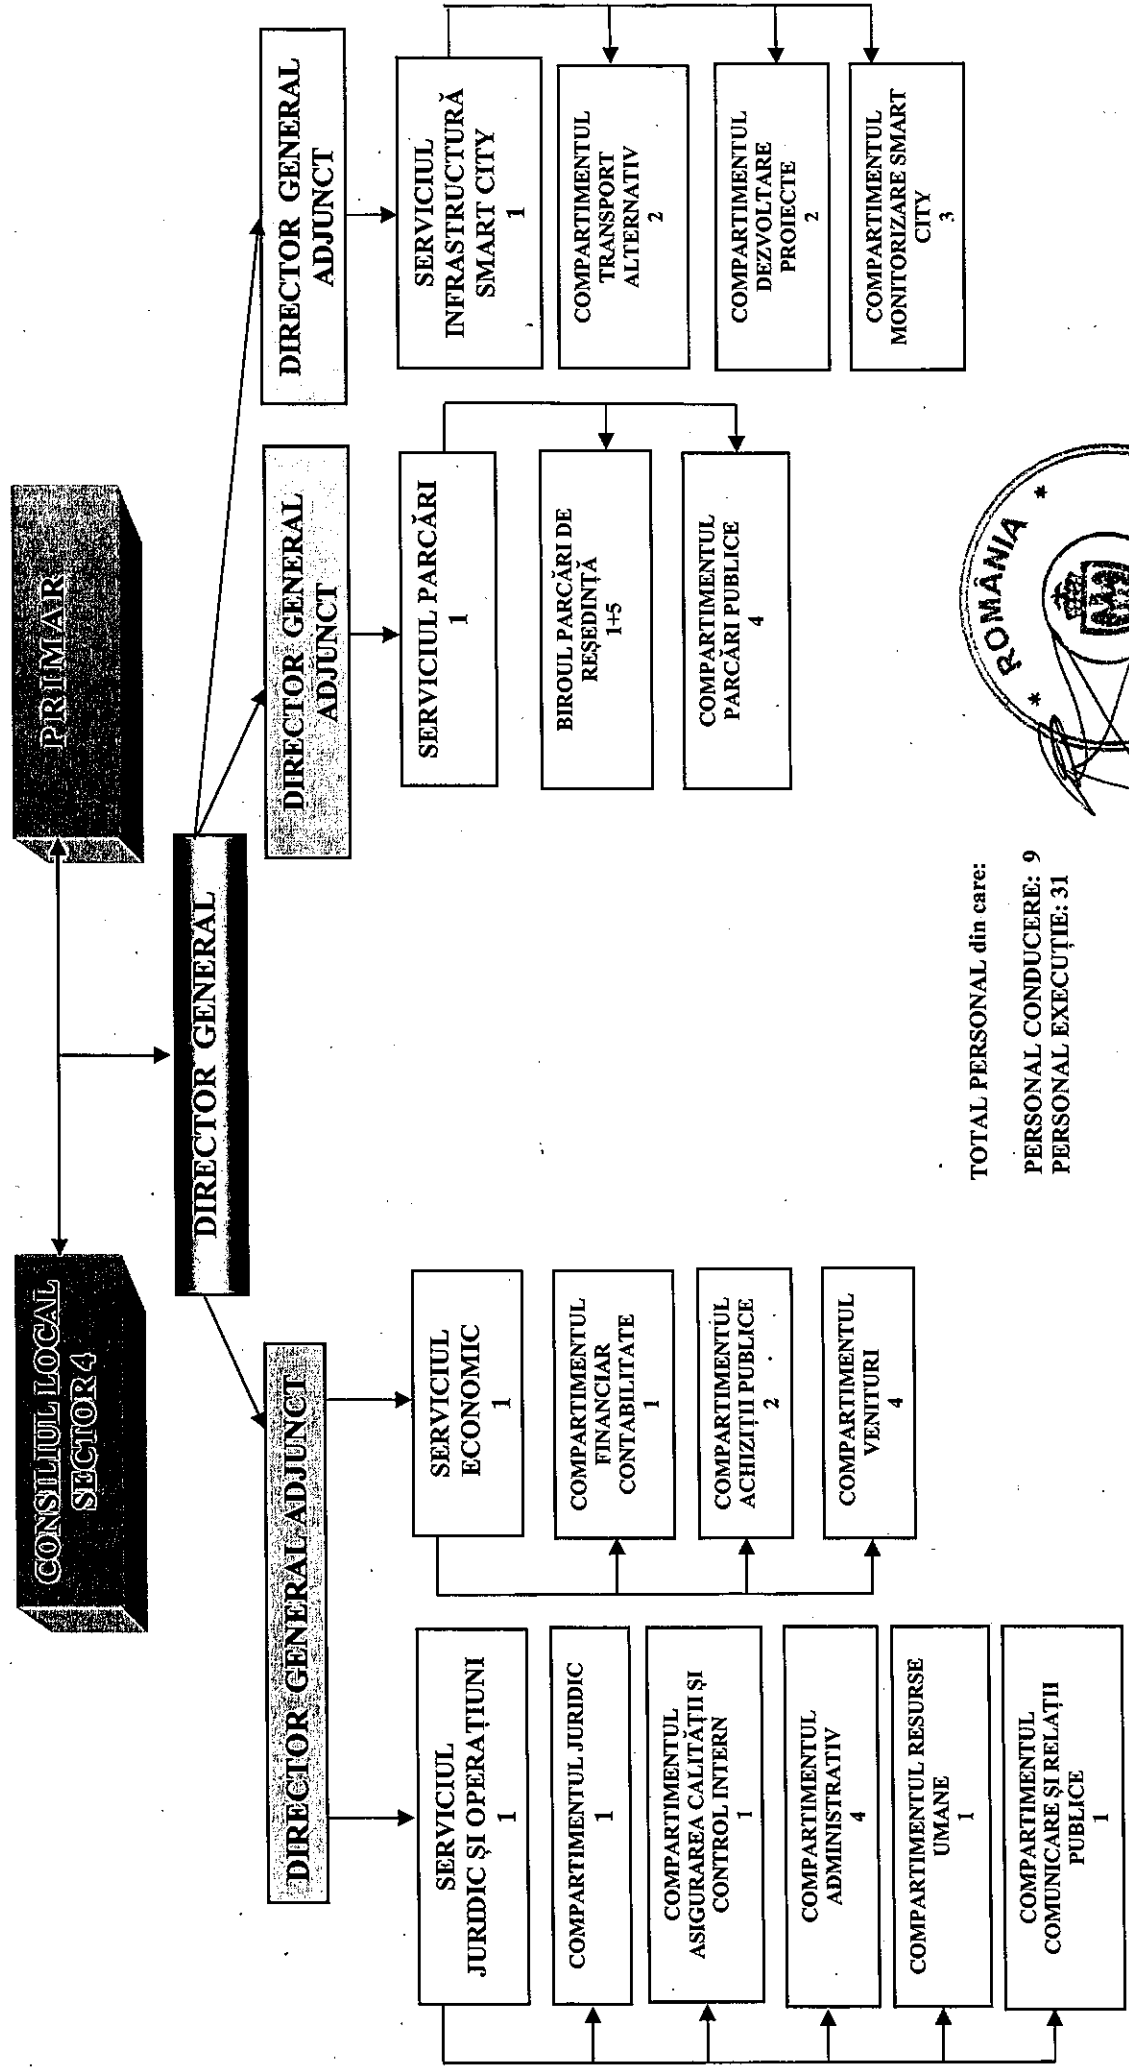 CONSILIUL LOCAL
SECTOR 4
PRIMAR
DIRECTOR GENERAL
DIRECTOR GENERAL ADJUNCT
DIRECTOR GENERAL
ADJUNCT
DIRECTOR GENERAL
ADJUNCT
SERVICIUL
JURIDIC ȘI OPERAȚIUNI
1
COMPARTIMENTUL JURIDIC
1
COMPARTIMENTUL
ASIGURAREA CALITĂȚII ȘI
CONTROL INTERN
1
COMPARTIMENTUL
ADMINISTRATIV
4
COMPARTIMENTUL RESURSE
UMANE
1
COMPARTIMENTUL
COMUNICARE ȘI RELAȚII
PUBLICE
1
SERVICIUL
ECONOMIC
1
COMPARTIMENTUL
FINANCIAR
CONTABILITATE
1
COMPARTIMENTUL
ACHIZIȚII PUBLICE
2
COMPARTIMENTUL
VENITURI
4
SERVICIUL PARCĂRI
1
BIROUL PARCĂRI DE
REȘEDINȚĂ
1+5
COMPARTIMENTUL
PARCĂRI PUBLICE
4
SERVICIUL
INFRASTRUCTURĂ
SMART CITY
1
COMPARTIMENTUL
TRANSPORT
ALTERNATIV
2
COMPARTIMENTUL
DEZVOLTARE
PROIECTE
2
COMPARTIMENTUL
MONITORIZARE SMART
CITY
3
TOTAL PERSONAL din care:
PERSONAL CONDUCERE: 9
PERSONAL EXECUȚIE: 31
* ROMÂNIA *